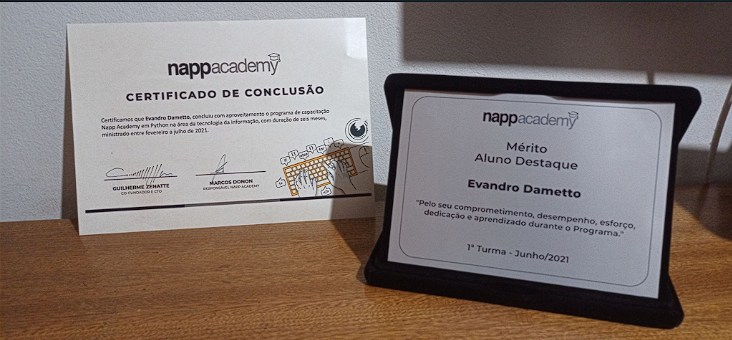 nappacademy
CERTIFICADO DE CONCLUSÃO
Certificamos que Evandro Dametto, concluiu com aproveitamento o programa de capacitação
Napp Academy em Python na área da tecnologia da informação, com duração de seis meses,
ministrado entre fevereiro a julho de 2021.
GUILHERME ZENATTE
CO-FUNDADOR E CTO
MARCOS DONON
RESPONSÁVEL NAPP ACADEMY
nappacademy
Mérito
Aluno Destaque
Evandro Dametto
"Pelo seu comprometimento, desempenho, esforço,
dedicação e aprendizado durante o Programa."
1ª Turma - Junho/2021